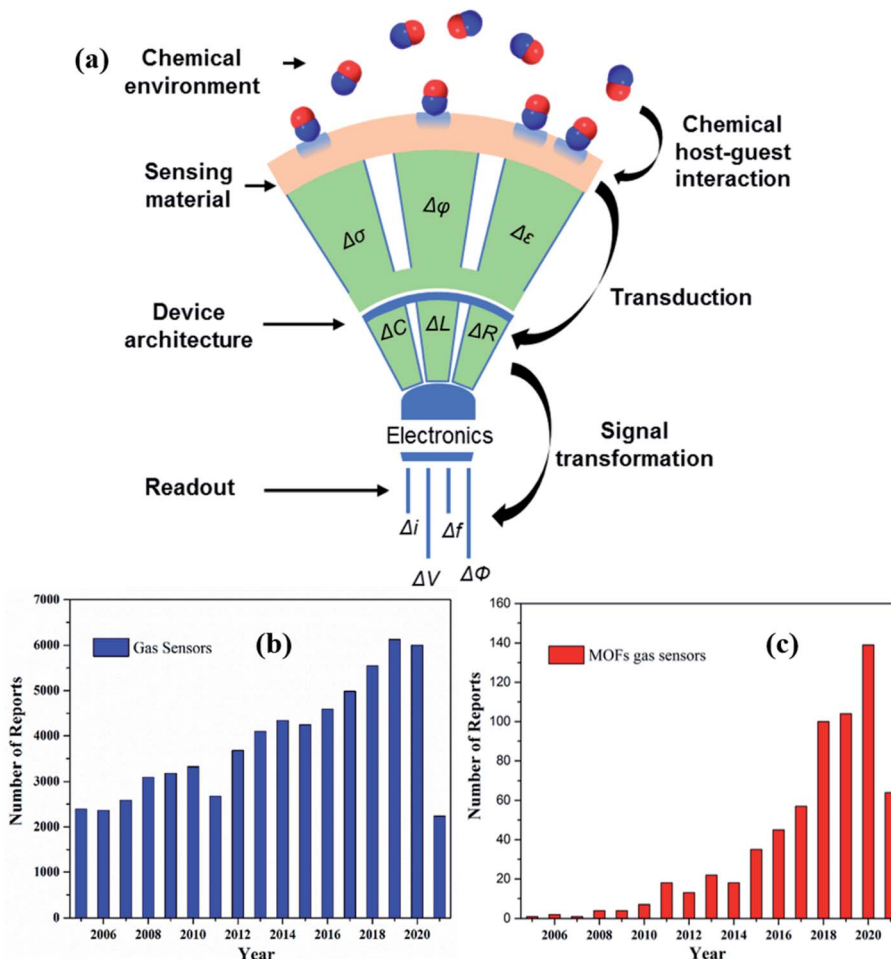 (a)
Chemical
environment
Chemical
host-guest
interaction
Sensing
material
Δσ
Δφ
Δε
Transduction
Device
architecture
ΔC
ΔL
ΔR
Electronics
Signal
transformation
Readout
Δi
Δf
ΔV
ΔΦ
(b)
Gas Sensors
Number of Reports
7000
6000
5000
4000
3000
2000
1000
0
2006 2008 2010 2012 2014 2016 2018 2020
Year
(c)
MOFs gas sensors
Number of Reports
160
140
120
100
80
60
40
20
0
2006 2008 2010 2012 2014 2016 2018 2020
Year